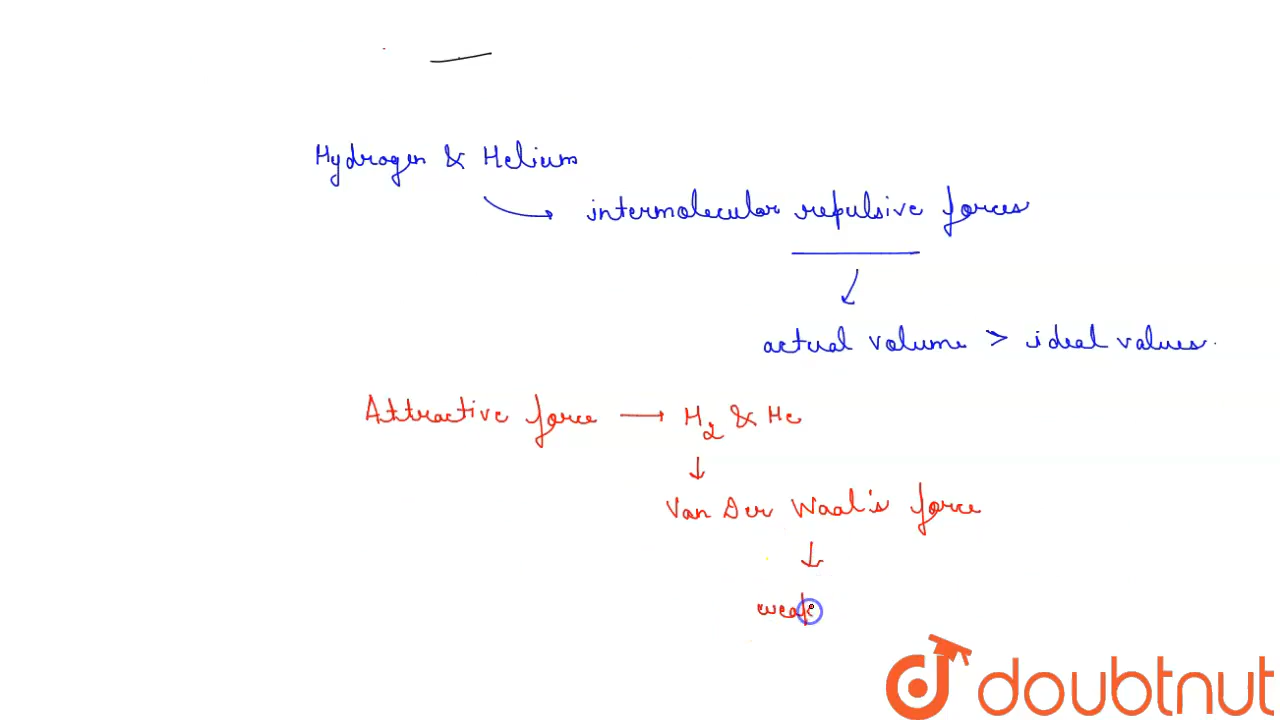 Hydrogen & Helium
intermolecular repulsive forces
actual volume > ideal values.
Attractive force → H₂ & He
Van Der Waal's force
weak
doubtnut